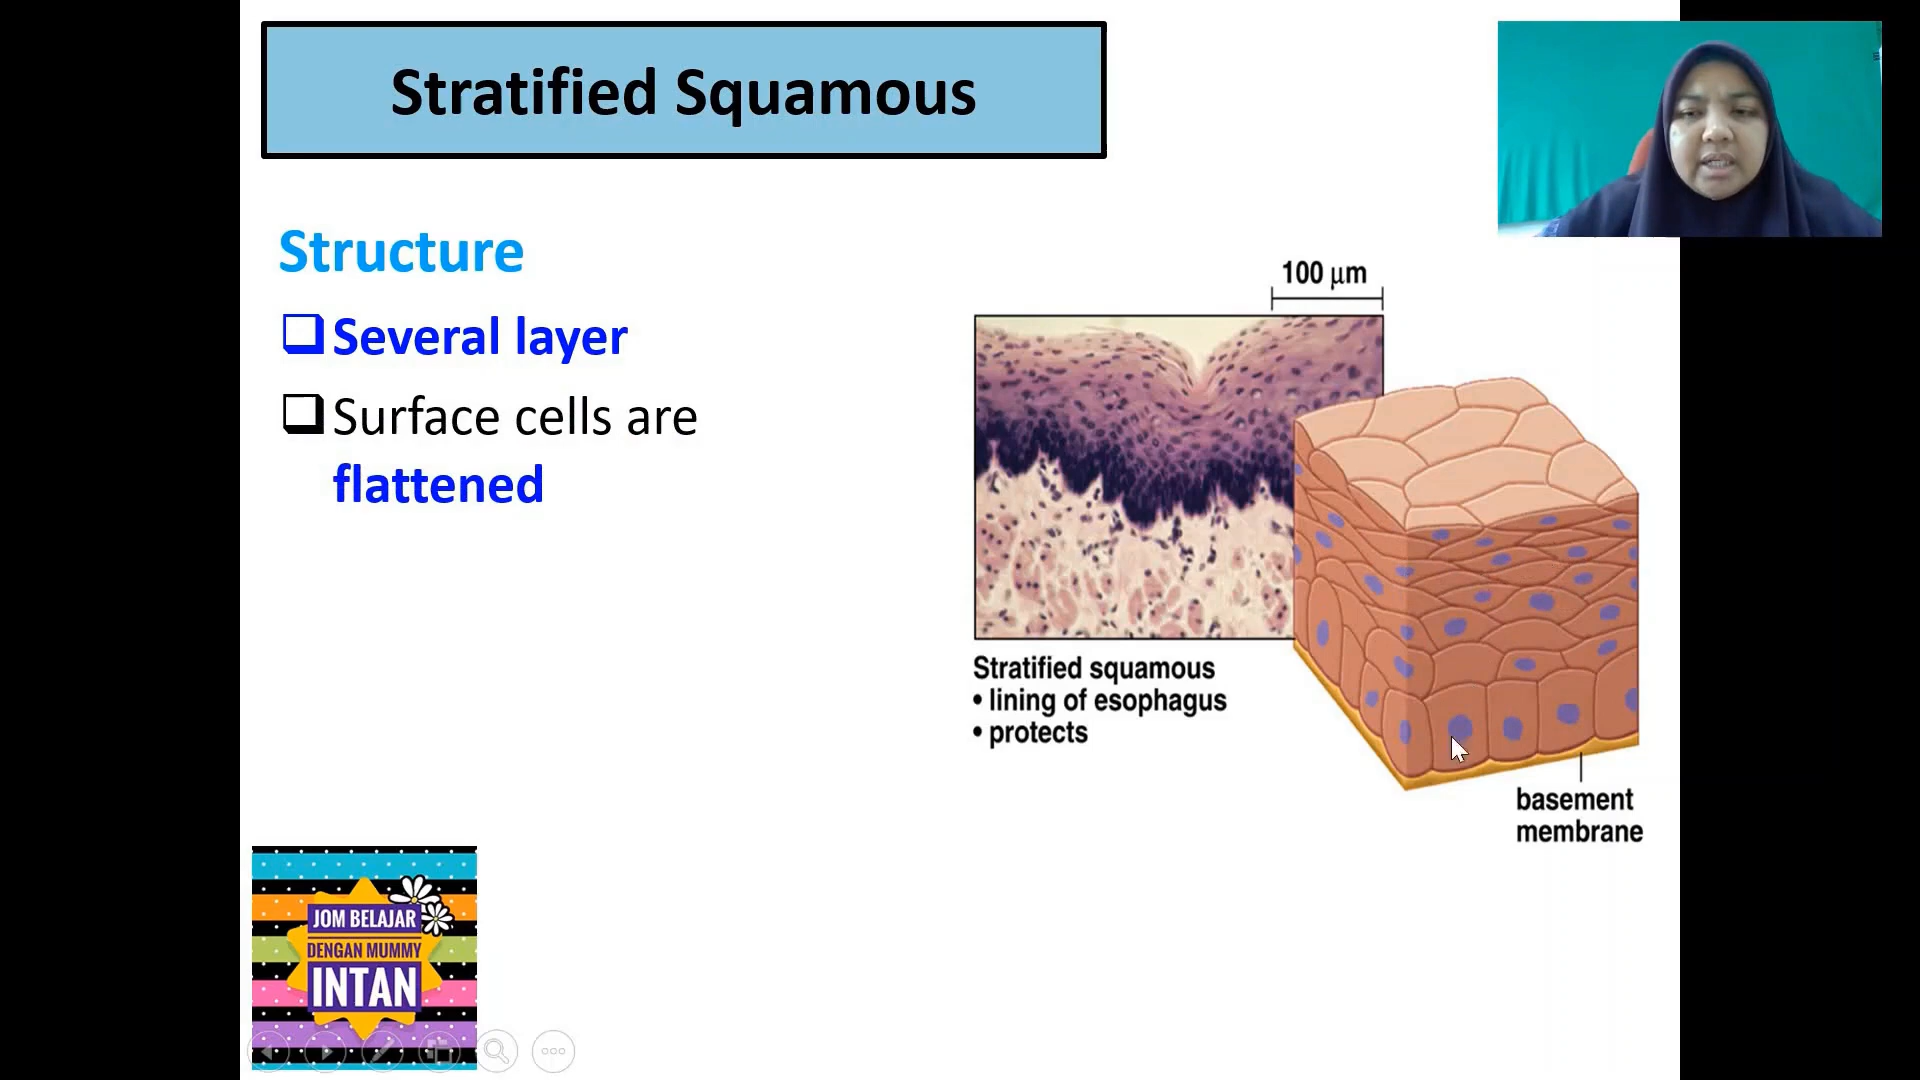 Stratified Squamous
Structure
Several layer
Surface cells are
flattened
100 μm
Stratified squamous
• lining of esophagus
• protects
basement
membrane
JOM BELAJAR
DENGAN MUMMY
INTAN